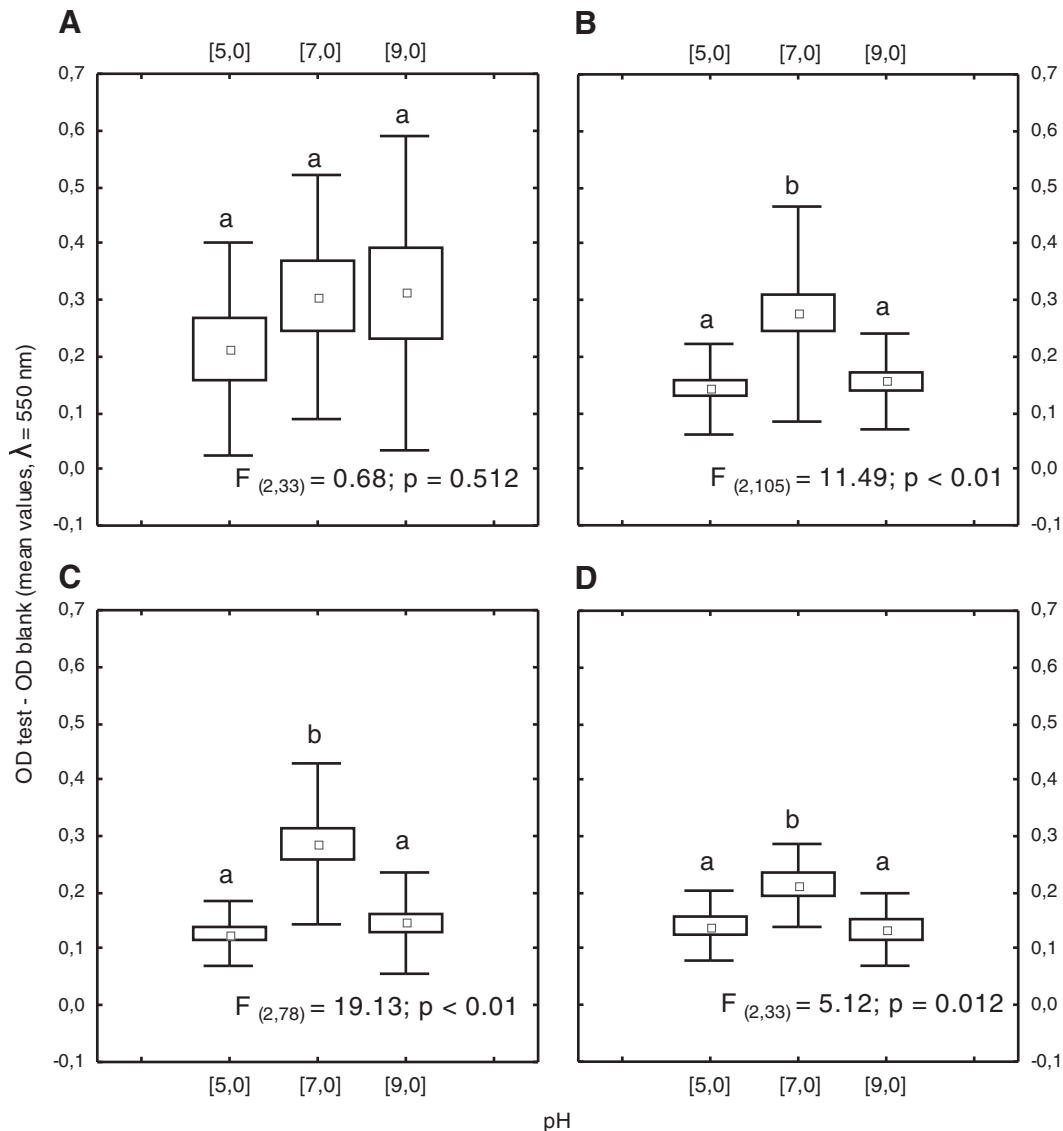 A
B
[5,0] [7,0] [9,0]
[5,0] [7,0] [9,0]
0,7
0,6
0,5
0,4
0,3
0,2
0,1
0,0
-0,1
a
a
a
F (2,33) = 0.68; p = 0.512
a
b
a
F (2,105) = 11.49; p < 0.01
0,7
0,6
0,5
0,4
0,3
0,2
0,1
0,0
-0,1
OD test - OD blank (mean values, λ = 550 nm)
C
D
0,7
0,6
0,5
0,4
0,3
0,2
0,1
0,0
-0,1
a
b
a
F (2,78) = 19.13; p < 0.01
a
b
a
F (2,33) = 5.12; p = 0.012
0,7
0,6
0,5
0,4
0,3
0,2
0,1
0,0
-0,1
[5,0] [7,0] [9,0]
[5,0] [7,0] [9,0]
pH